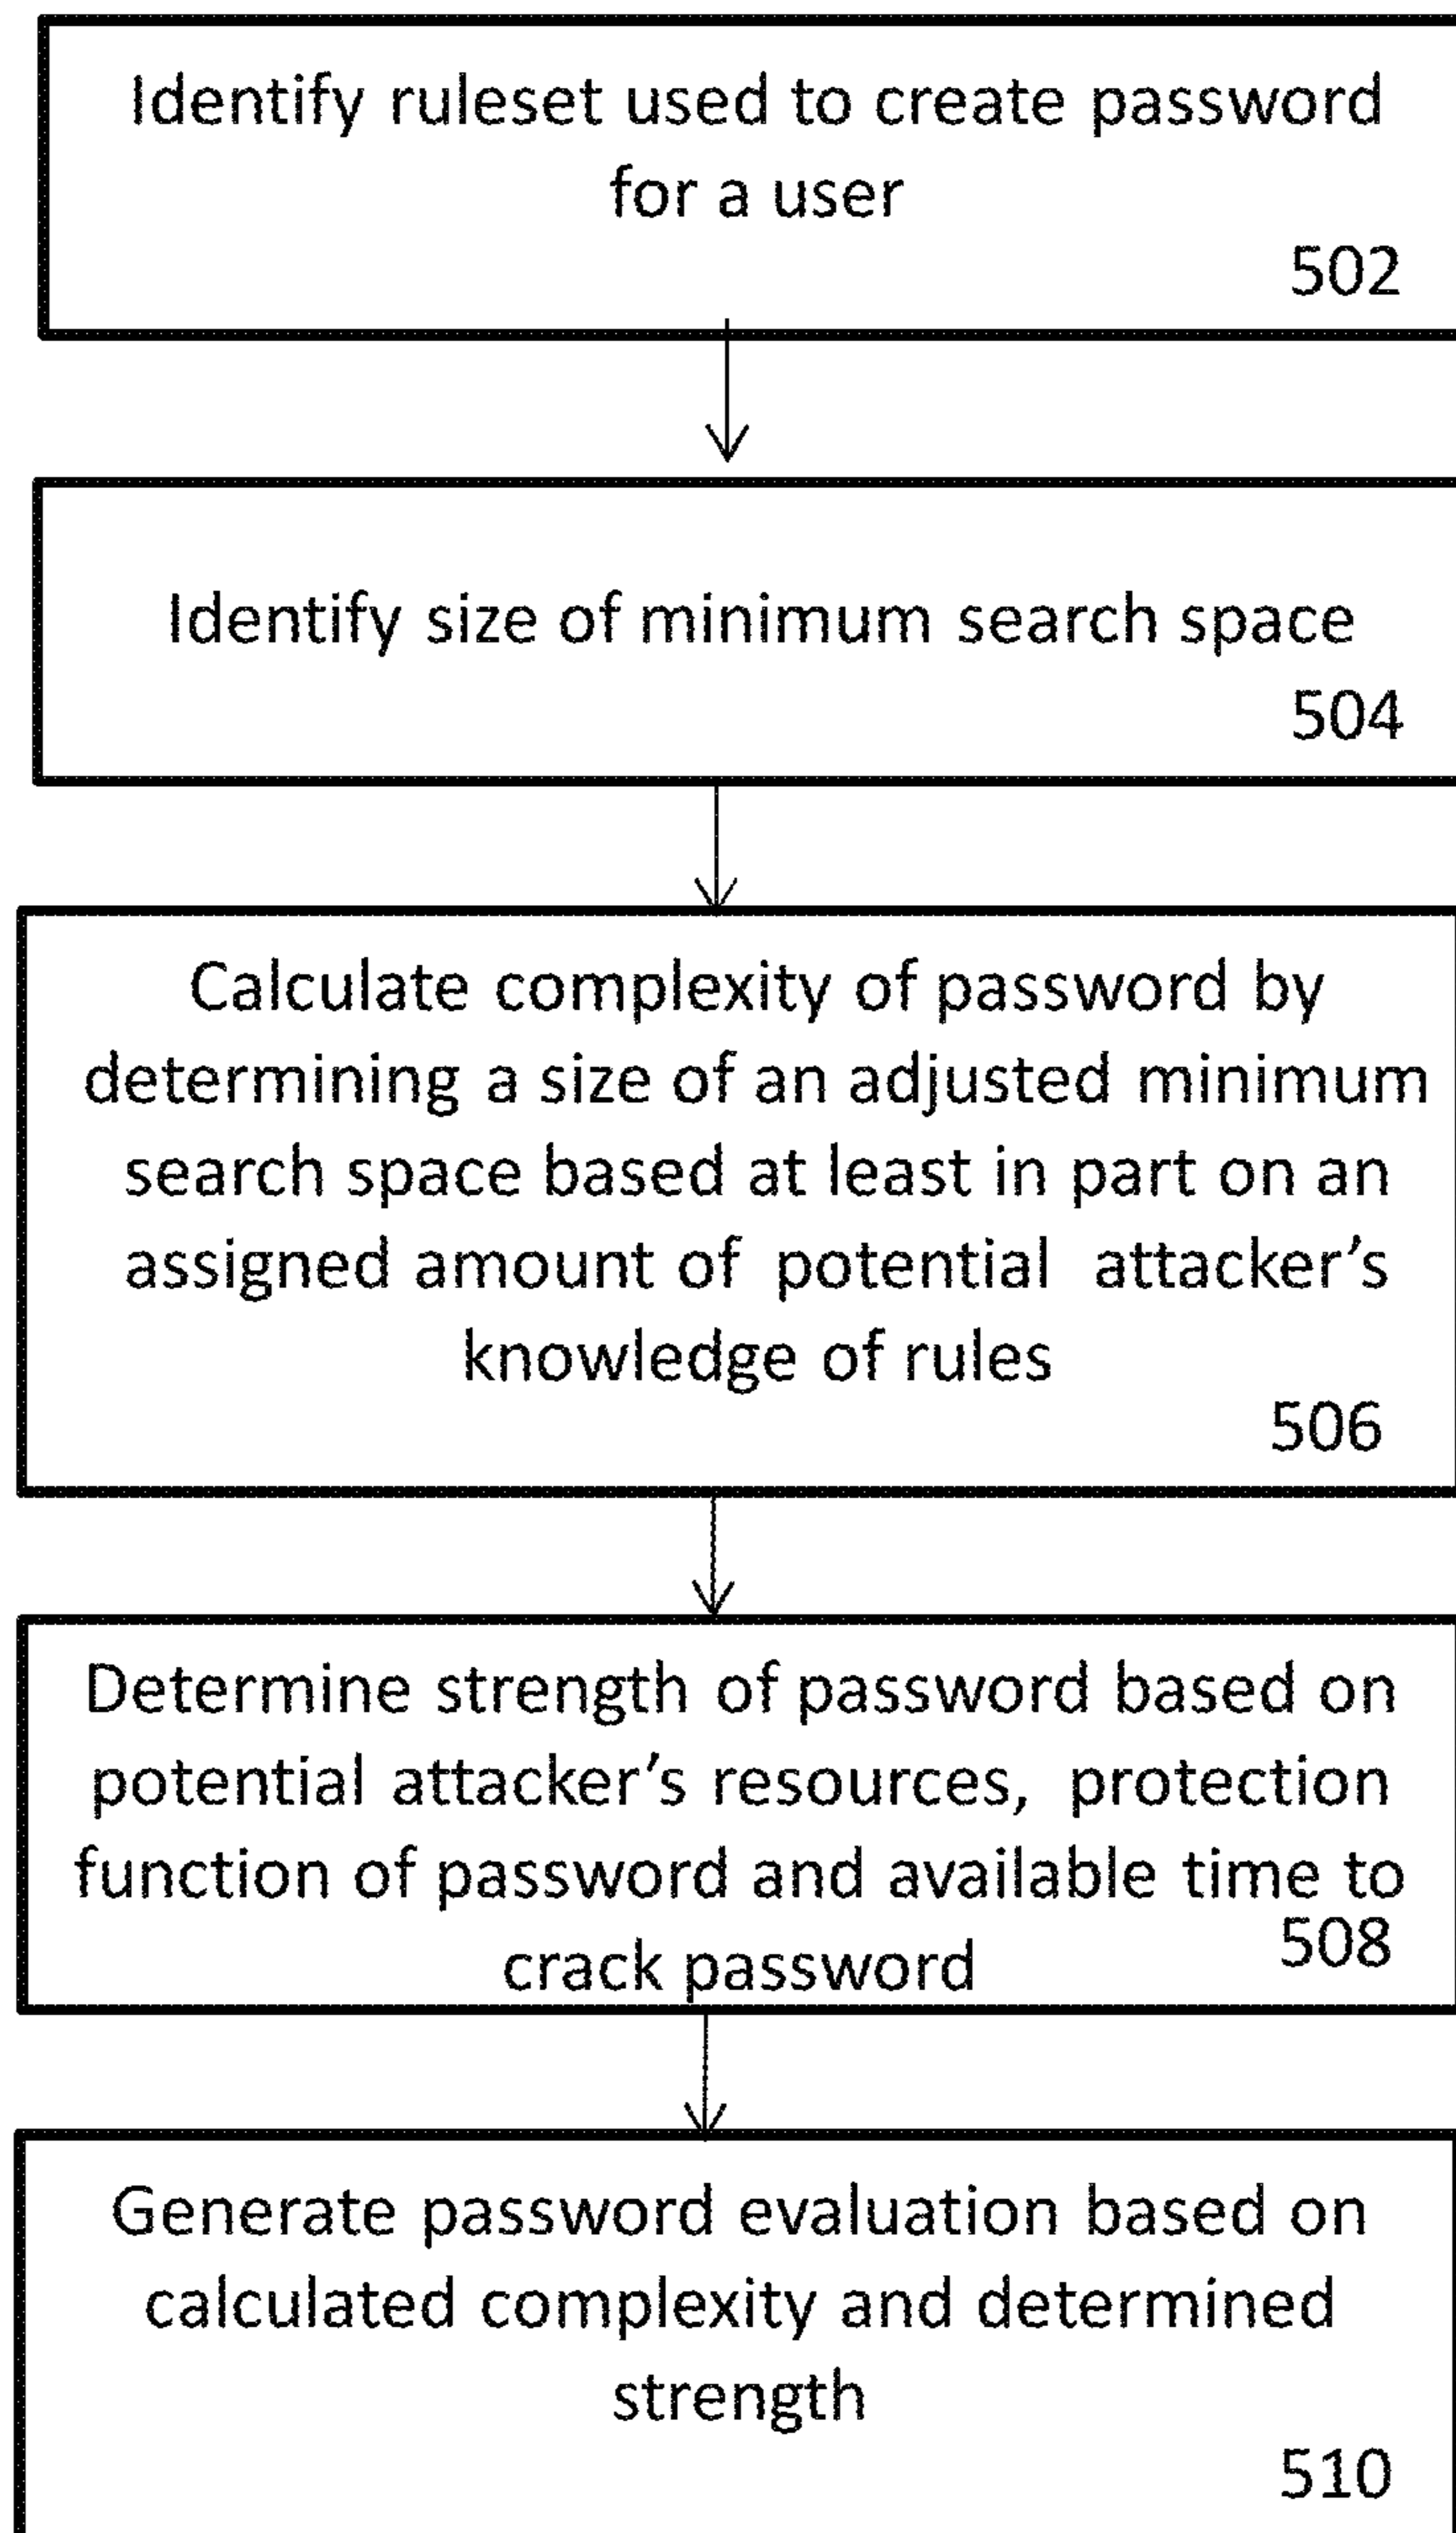 Identify ruleset used to create password
for a user
502
Identify size of minimum search space
504
Calculate complexity of password by
determining a size of an adjusted minimum
search space based at least in part on an
assigned amount of potential attacker’s
knowledge of rules
506
Determine strength of password based on
potential attacker’s resources, protection
function of password and available time to
crack password
508
Generate password evaluation based on
calculated complexity and determined
strength
510